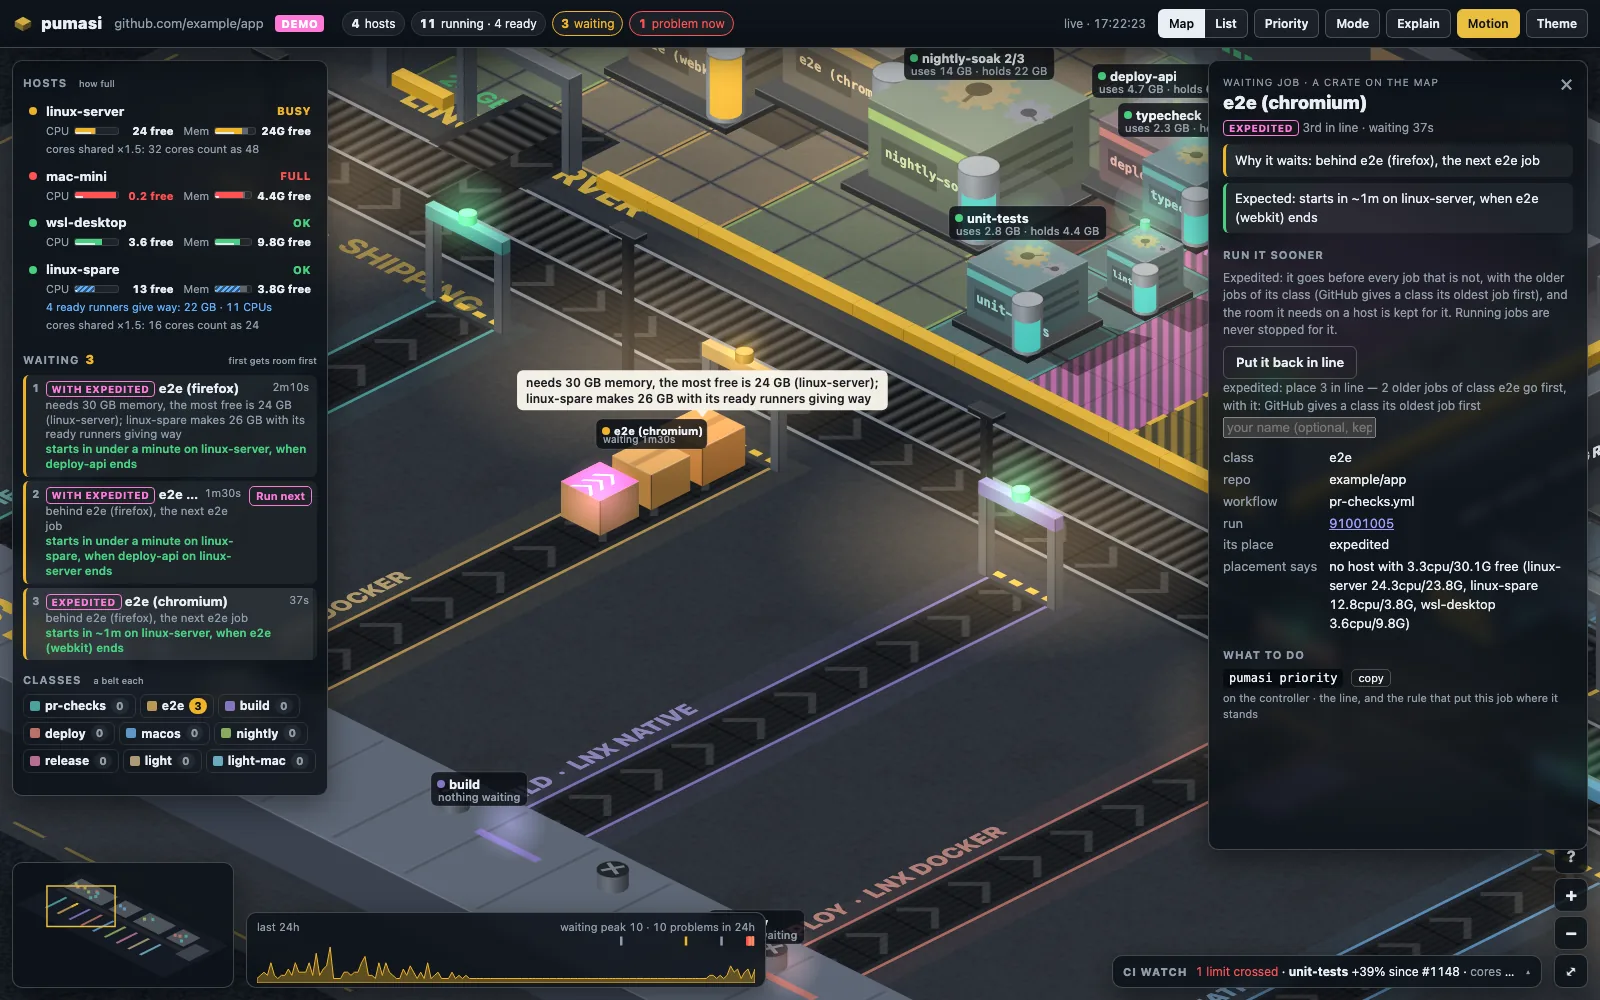 pumasi github.com/example/app DEMO
4 hosts
11 running · 4 ready
3 waiting
1 problem now
live · 17:22:23
Map List Priority Mode Explain Motion Theme
HOSTS how full
linux-server BUSY
CPU 24 free Mem 24G free
cores shared ×1.5: 32 cores count as 48
mac-mini FULL
CPU 0.2 free Mem 4.4G free
wsl-desktop OK
CPU 3.6 free Mem 9.8G free
linux-spare OK
CPU 13 free Mem 3.8G free
4 ready runners give way: 22 GB · 11 CPUs
cores shared ×1.5: 16 cores count as 24
WAITING 3 first gets room first
1 WITH EXPEDITED e2e (firefox) 2m10s
needs 30 GB memory, the most free is 24 GB
(linux-server); linux-spare makes 26 GB with its
ready runners giving way
starts in under a minute on linux-server, when
deploy-api ends
2 WITH EXPEDITED e2e ... 1m30s Run next
behind e2e (firefox), the next e2e
job
starts in under a minute on linux-
spare, when deploy-api on linux-
server ends
3 EXPEDITED e2e (chromium) 37s
behind e2e (firefox), the next e2e job
starts in ~1m on linux-server, when e2e
(webkit) ends
CLASSES a belt each
pr-checks 0
e2e 3
build 0
deploy 0
macos 0
nightly 0
release 0
light 0
light-mac 0
nightly-soak 2/3
uses 14 GB · holds 22 GB
deploy-api
uses 4.7 GB · holds
typecheck
uses 2.3 GB · h
unit-tests
uses 2.8 GB · holds 4.4 GB
SHIPPING
needs 30 GB memory, the most free is 24 GB (linux-server);
linux-spare makes 26 GB with its ready runners giving way
e2e (chromium)
waiting 1m30s
OCKER
D · LNX NATIVE
build
nothing waiting
LOY · LNX DOCKER
aiting
last 24h waiting peak 10 · 10 problems in 24h
WAITING JOB · A CRATE ON THE MAP
e2e (chromium)
EXPEDITED 3rd in line · waiting 37s
Why it waits: behind e2e (firefox), the next e2e job
Expected: starts in ~1m on linux-server, when e2e
(webkit) ends
RUN IT SOONER
Expedited: it goes before every job that is not, with the older
jobs of its class (GitHub gives a class its oldest job first), and
the room it needs on a host is kept for it. Running jobs are
never stopped for it.
Put it back in line
expedited: place 3 in line — 2 older jobs of class e2e go first,
with it: GitHub gives a class its oldest job first
your name (optional, kep
class e2e
repo example/app
workflow pr-checks.yml
run 91001005
its place expedited
placement says no host with 3.3cpu/30.1G free (linux-
server 24.3cpu/23.8G, linux-spare
12.8cpu/3.8G, wsl-desktop
3.6cpu/9.8G)
WHAT TO DO
pumasi priority copy
on the controller · the line, and the rule that put this job where it
stands
?
+
−
CI WATCH 1 limit crossed · unit-tests +39% since #1148 · cores ...